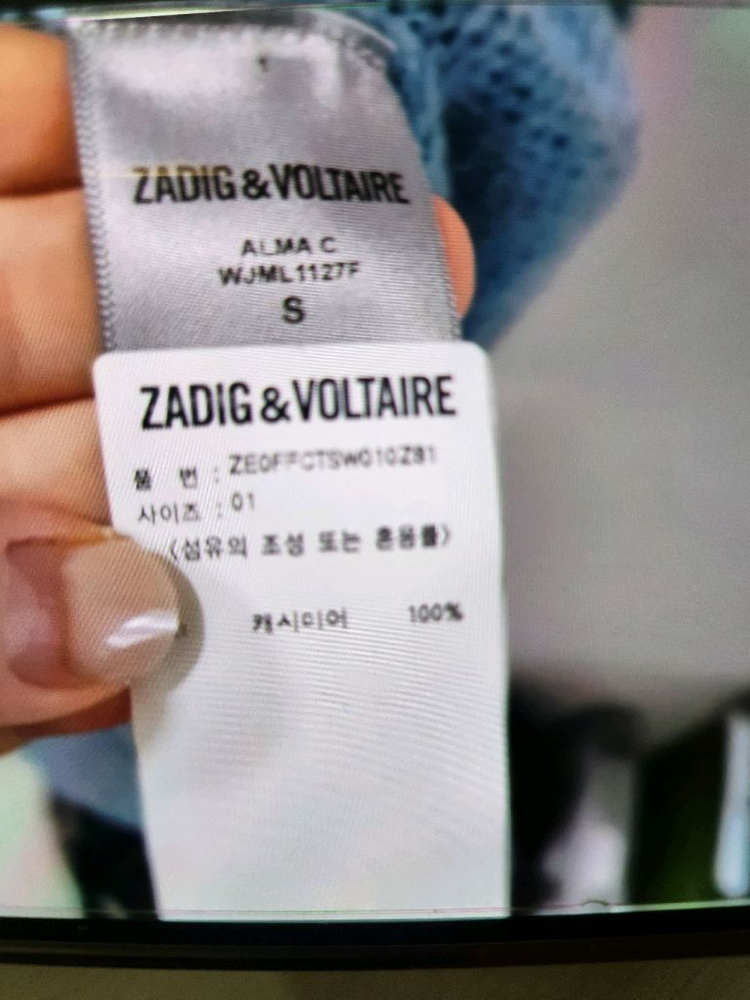 ZADIG & VOLTAIRE
ALMA C
WJML1127F
S
ZADIG & VOLTAIRE
품 번 :
사이즈 : 01
<섬유의 조성 또는 혼용률>
캐시미어 100%